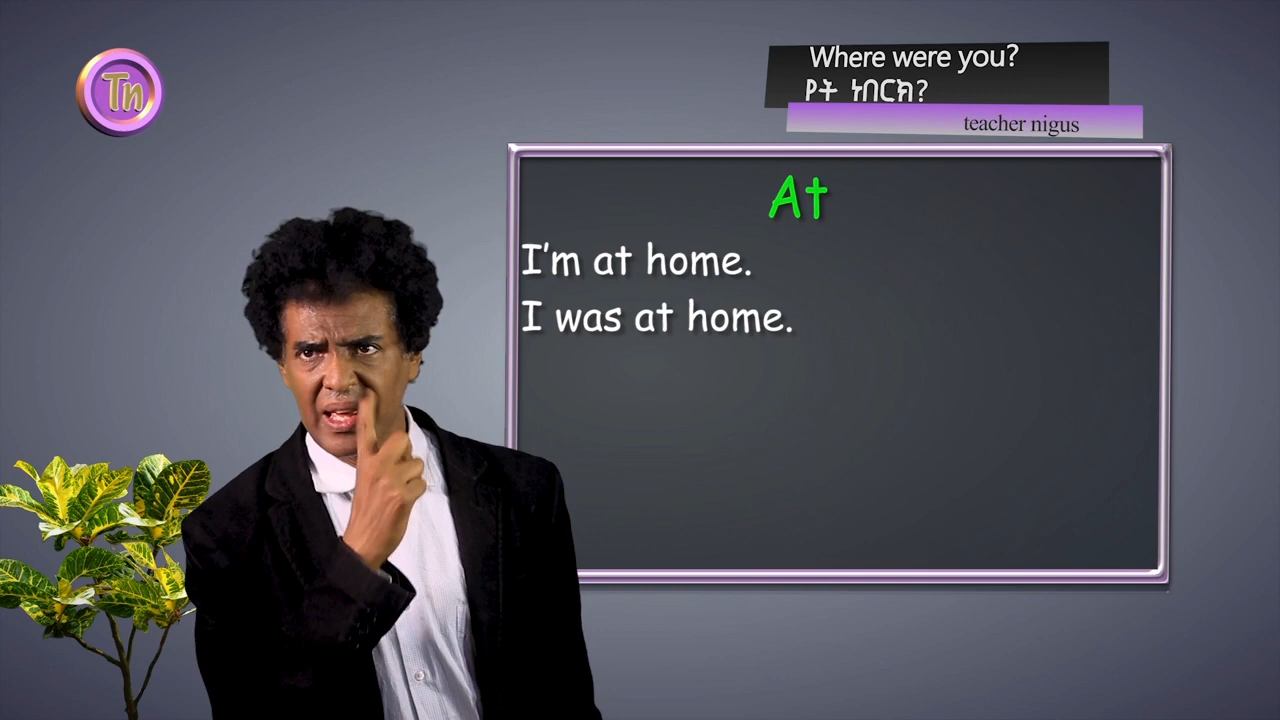 Tn
Where were you?
የት ነበርክ?
teacher nigus
At
I'm at home.
I was at home.